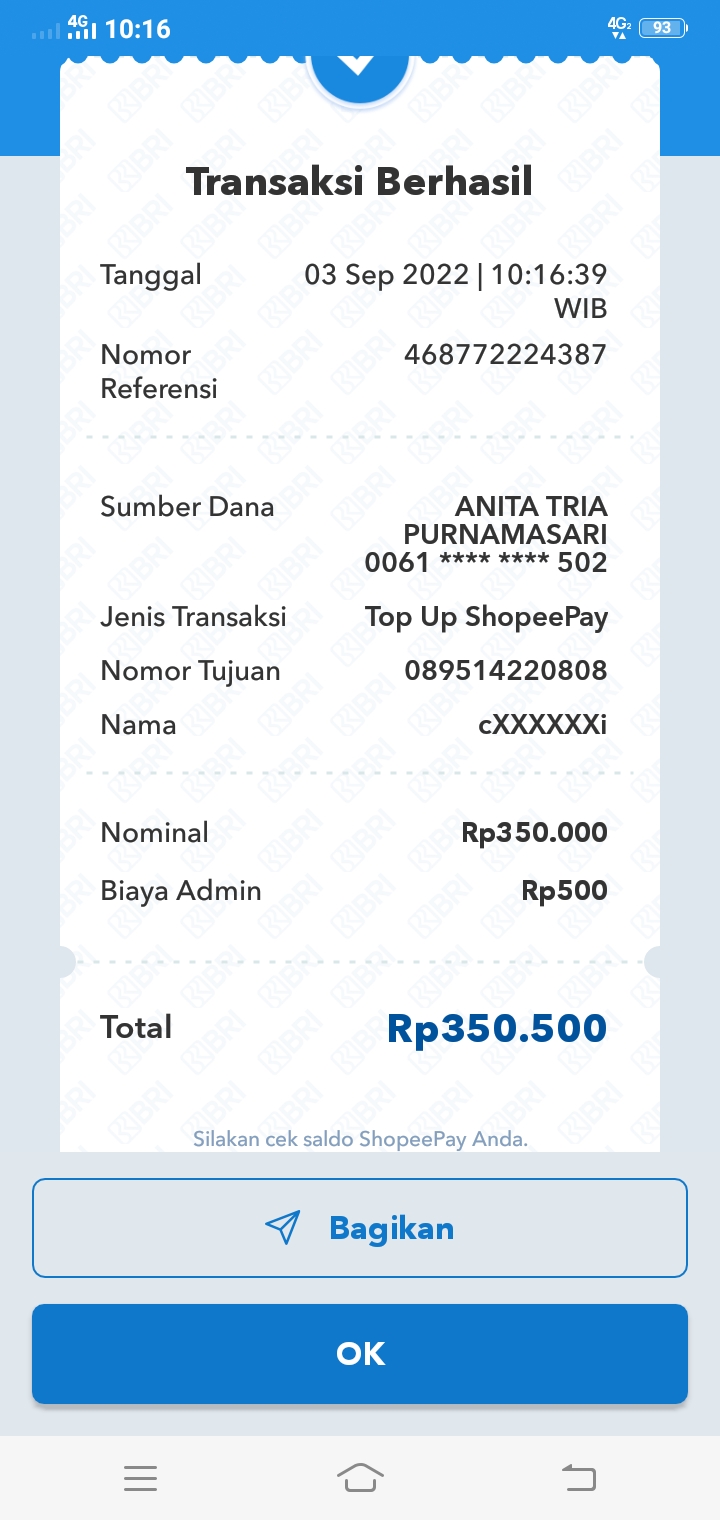 4G 10:16 4G2 93
Transaksi Berhasil
Tanggal 03 Sep 2022 | 10:16:39
WIB
Nomor 468772224387
Referensi
Sumber Dana ANITA TRIA
PURNAMASARI
0061 **** **** 502
Jenis Transaksi Top Up ShopeePay
Nomor Tujuan 089514220808
Nama cXXXXXXi
Nominal Rp350.000
Biaya Admin Rp500
Total Rp350.500
Silakan cek saldo ShopeePay Anda.
Bagikan
OK